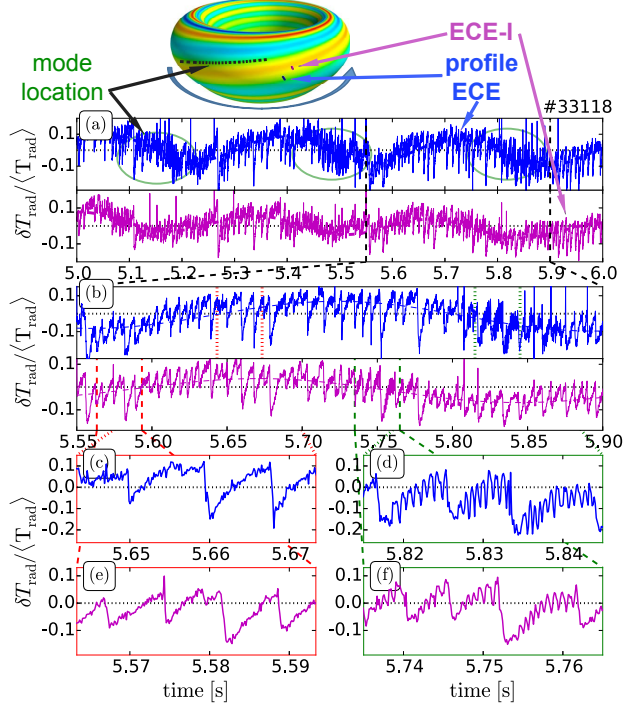 ECE-I
mode
location
profile
ECE
#33118
(a)
0.1
-0.1
0.1
-0.1
δT_rad/⟨T_rad⟩
5.0 5.1 5.2 5.3 5.4 5.5 5.6 5.7 5.8 5.9 6.0
(b)
0.1
-0.1
0.1
-0.1
δT_rad/⟨T_rad⟩
5.55 5.60 5.65 5.70 5.75 5.80 5.85 5.90
(c)
0.1
0.0
-0.1
-0.2
5.65 5.66 5.67
(d)
0.1
0.0
-0.1
-0.2
5.82 5.83 5.84
δT_rad/⟨T_rad⟩
(e)
0.1
0.0
-0.1
5.57 5.58 5.59
time [s]
(f)
0.1
0.0
-0.1
5.74 5.75 5.76
time [s]